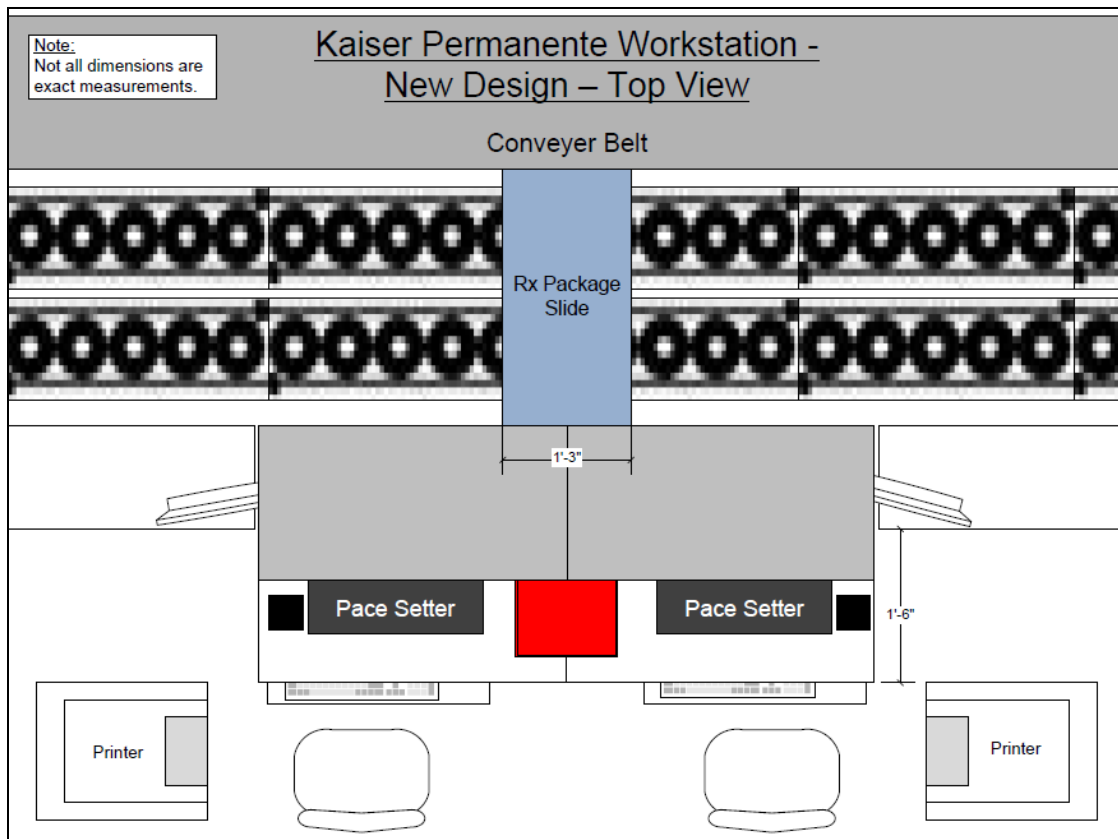 Note:
Not all dimensions are
exact measurements.
Kaiser Permanente Workstation -
New Design – Top View
Conveyer Belt
Rx Package
Slide
1'-3"
Pace Setter
Pace Setter
1'-6"
Printer
Printer